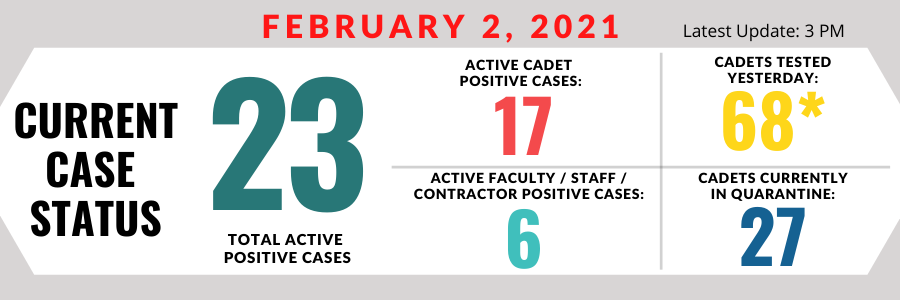 FEBRUARY 2, 2021
Latest Update: 3 PM
CURRENT
CASE
STATUS
23
TOTAL ACTIVE
POSITIVE CASES
ACTIVE CADET
POSITIVE CASES:
17
CADETS TESTED
YESTERDAY:
68*
ACTIVE FACULTY / STAFF /
CONTRACTOR POSITIVE CASES:
6
CADETS CURRENTLY
IN QUARANTINE:
27